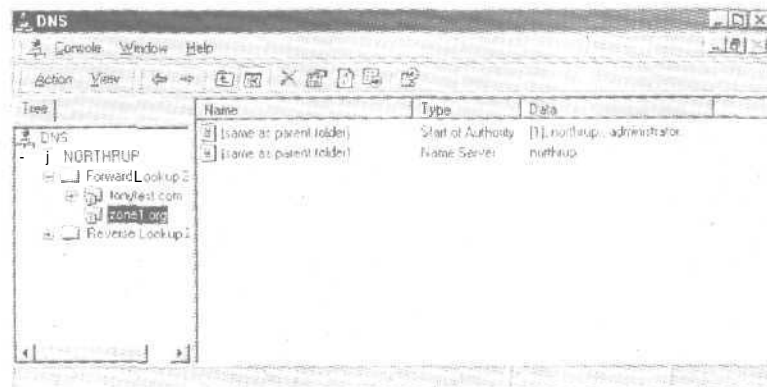 DNS
Console Window Help
Action View
Tree
Name Type Data
DNS
NORTHRUP
Forward Lookup Z
tonytest.com
zone1.org
Reverse Lookup Z
(same as parent folder) Start of Authority [1], northrup., administrator.
(same as parent folder) Name Server northrup.